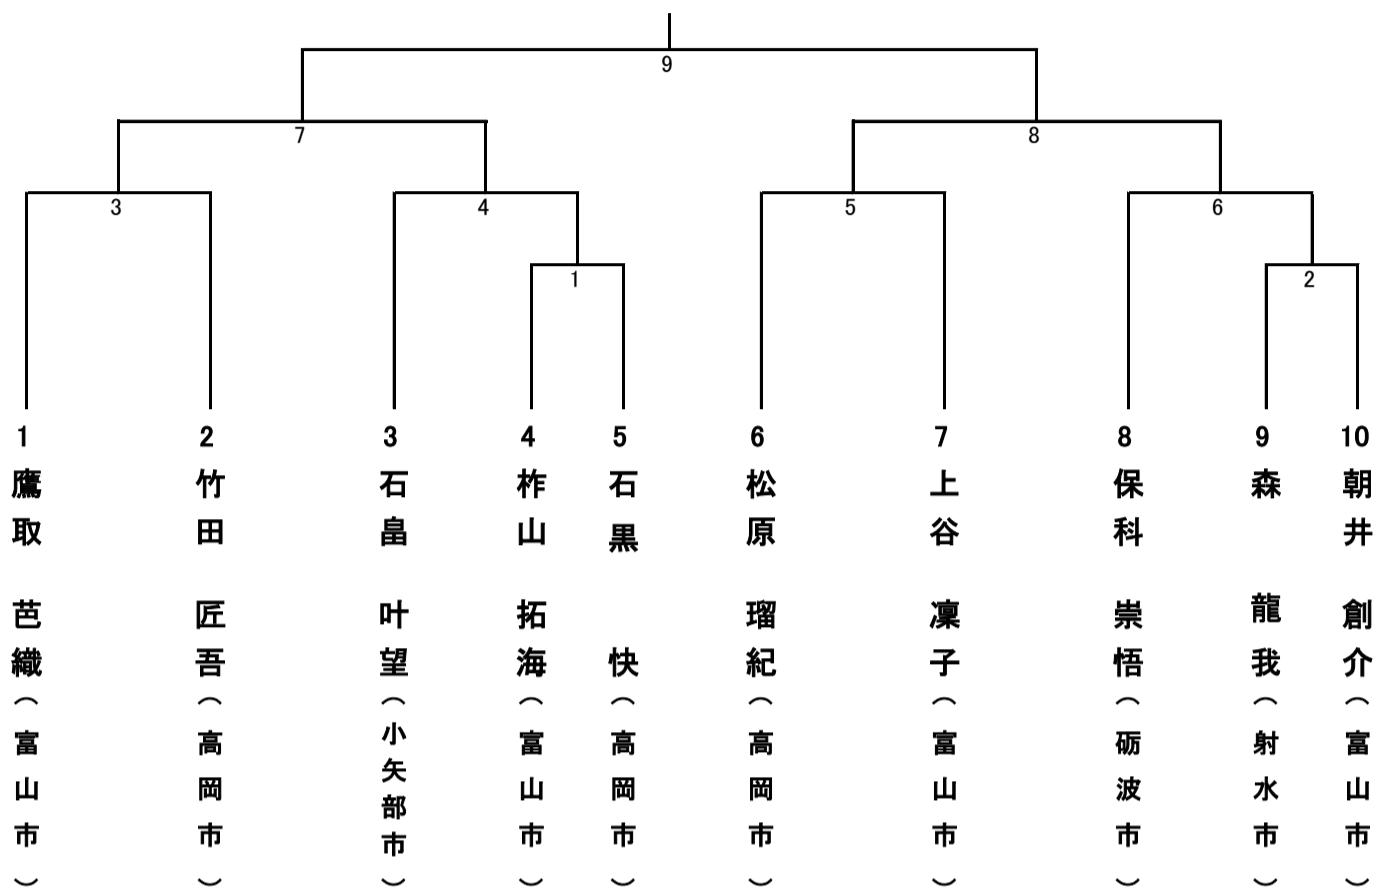 9
7
8
3
4
5
6
1
2
1 鷹取 芭織(富山市)
2 竹田 匠吾(高岡市)
3 石畠 叶望(小矢部市)
4 柞山 拓海(富山市)
5 石黒 快(高岡市)
6 松原 瑠紀(高岡市)
7 上谷 凜子(富山市)
8 保科 崇悟(砺波市)
9 森 龍我(射水市)
10 朝井 創介(富山市)